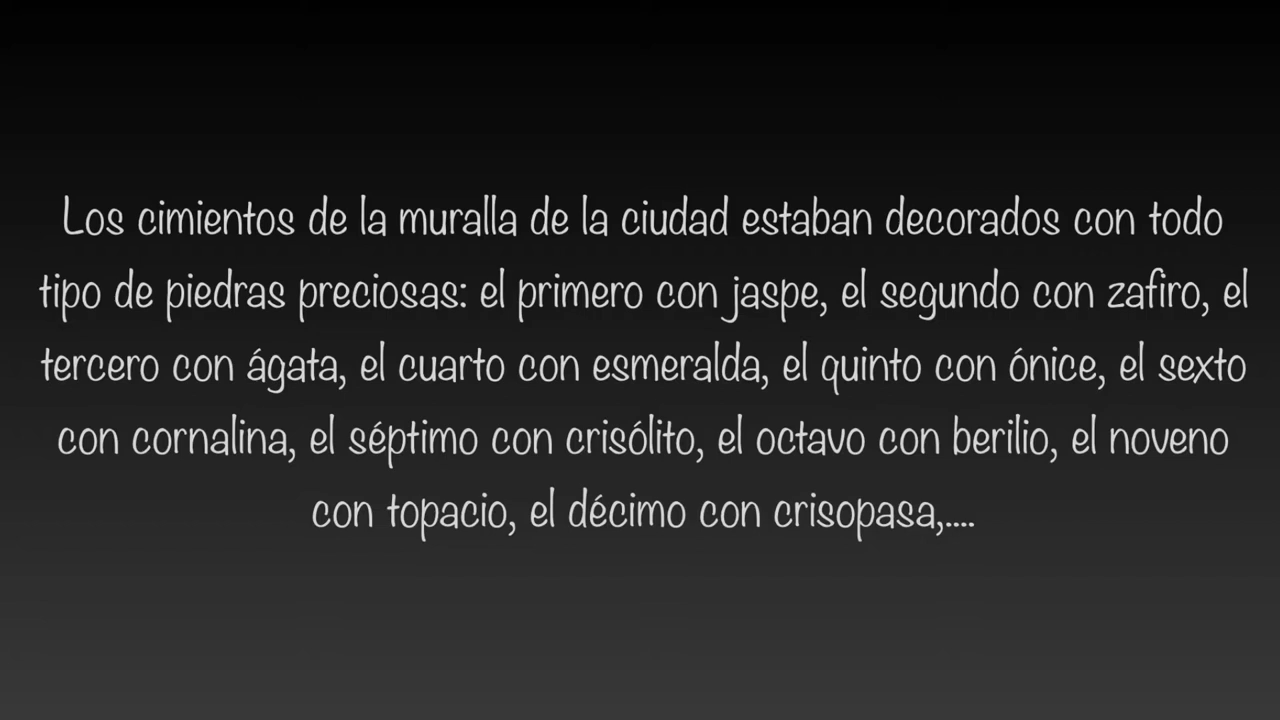 Los cimientos de la muralla de la ciudad estaban decorados con todo
tipo de piedras preciosas: el primero con jaspe, el segundo con zafiro, el
tercero con ágata, el cuarto con esmeralda, el quinto con ónice, el sexto
con cornalina, el séptimo con crisólito, el octavo con berilio, el noveno
con topacio, el décimo con crisopasa,....